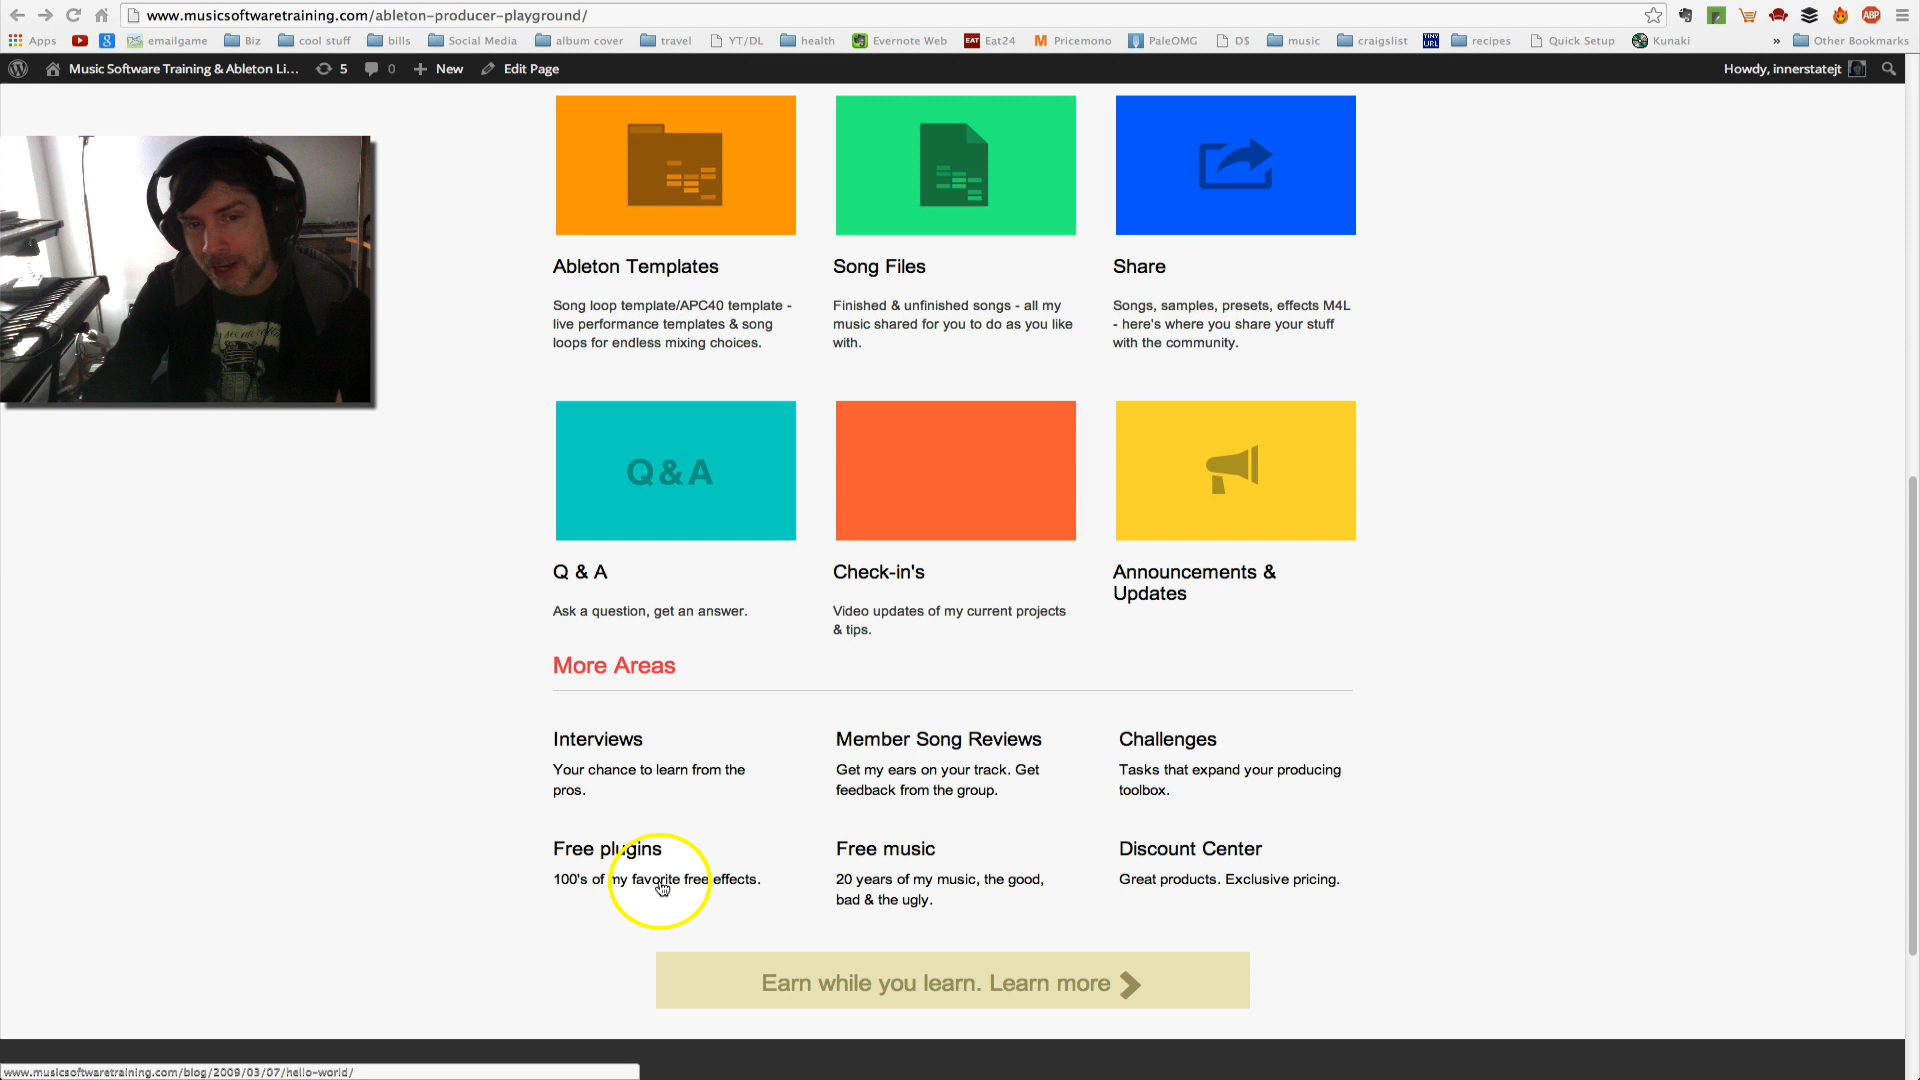 www.musicsoftwaretraining.com/ableton-producer-playground/
ABP
Apps emailgame Biz cool stuff bills Social Media album cover travel YT/DL health Evernote Web EAT Eat24 M Pricemono PaleOMG D$ music craigslist TINY URL recipes Quick Setup Kunaki » Other Bookmarks
Music Software Training & Ableton Li... 5 0 New Edit Page Howdy, innerstatejt
Ableton Templates
Song loop template/APC40 template -
live performance templates & song
loops for endless mixing choices.
Song Files
Finished & unfinished songs - all my
music shared for you to do as you like
with.
Share
Songs, samples, presets, effects M4L
- here's where you share your stuff
with the community.
Q & A
Q & A
Ask a question, get an answer.
Check-in's
Video updates of my current projects
& tips.
Announcements &
Updates
More Areas
Interviews
Your chance to learn from the
pros.
Member Song Reviews
Get my ears on your track. Get
feedback from the group.
Challenges
Tasks that expand your producing
toolbox.
Free plugins
100's of my favorite free effects.
Free music
20 years of my music, the good,
bad & the ugly.
Discount Center
Great products. Exclusive pricing.
Earn while you learn. Learn more
www.musicsoftwaretraining.com/blog/2009/03/07/hello-world/